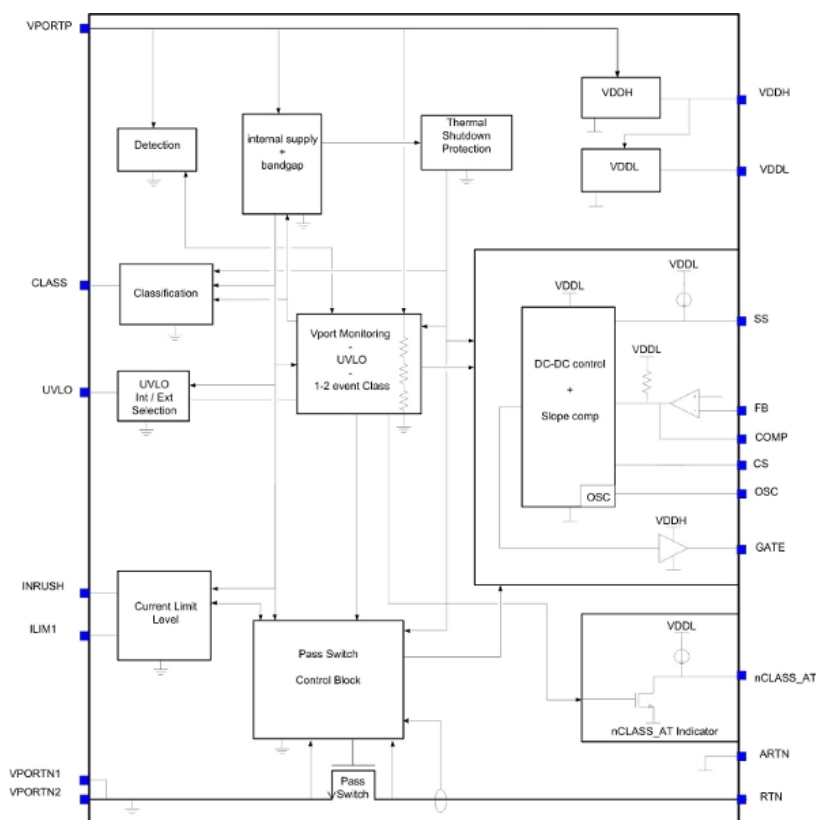 VPORTP
VDDH
VDDH
Detection
internal supply
+
bandgap
Thermal
Shutdown
Protection
VDDL
VDDL
CLASS
Classification
VDDL
VDDL
SS
Vport Monitoring
-
UVLO
-
1-2 event Class
DC-DC control
+
Slope comp
VDDL
UVLO
UVLO
Int / Ext
Selection
FB
COMP
CS
OSC
OSC
VDDH
GATE
INRUSH
Current Limit
Level
ILIM1
Pass Switch
Control Block
VDDL
nCLASS_AT
nCLASS_AT Indicator
ARTN
VPORTN1
VPORTN2
Pass
Switch
RTN